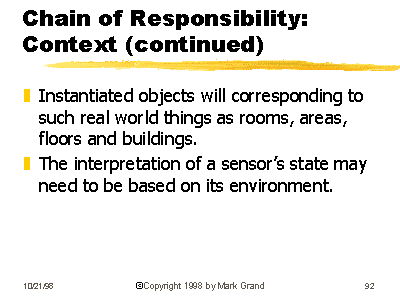 Chain of Responsibility:
Context (continued)
Instantiated objects will corresponding to
such real world things as rooms, areas,
floors and buildings.
The interpretation of a sensor's state may
need to be based on its environment.
10/21/98 ©Copyright 1998 by Mark Grand 92